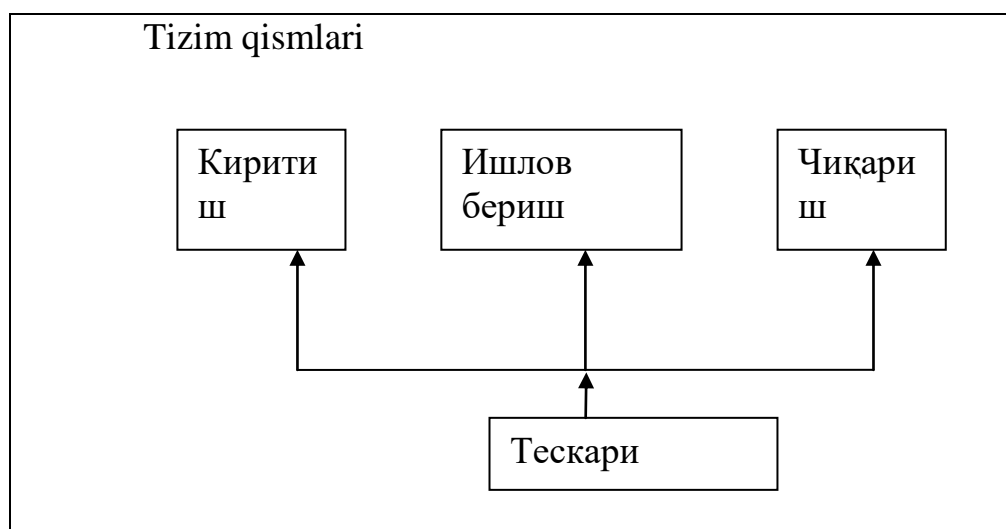 Tizim qismlari
Кирити
ш
Ишлов
бериш
Чиқари
ш
Тескари